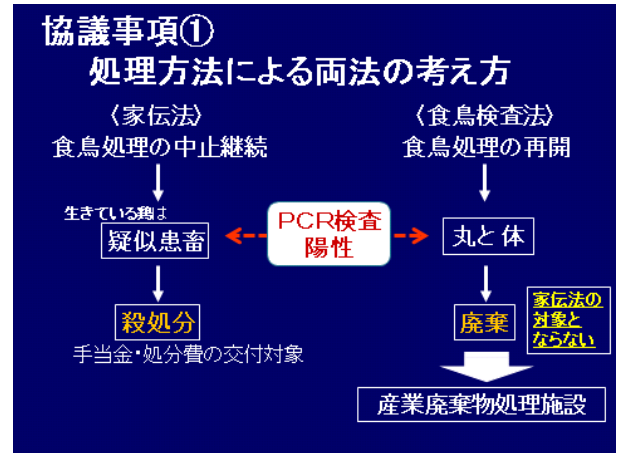 協議事項①
処理方法による両法の考え方
〈家伝法〉
食鳥処理の中止継続
生きている鶏は
疑似患畜
殺処分
手当金・処分費の交付対象
PCR検査
陽性
〈食鳥検査法〉
食鳥処理の再開
丸と体
廃棄
家伝法の
対象と
ならない
産業廃棄物処理施設